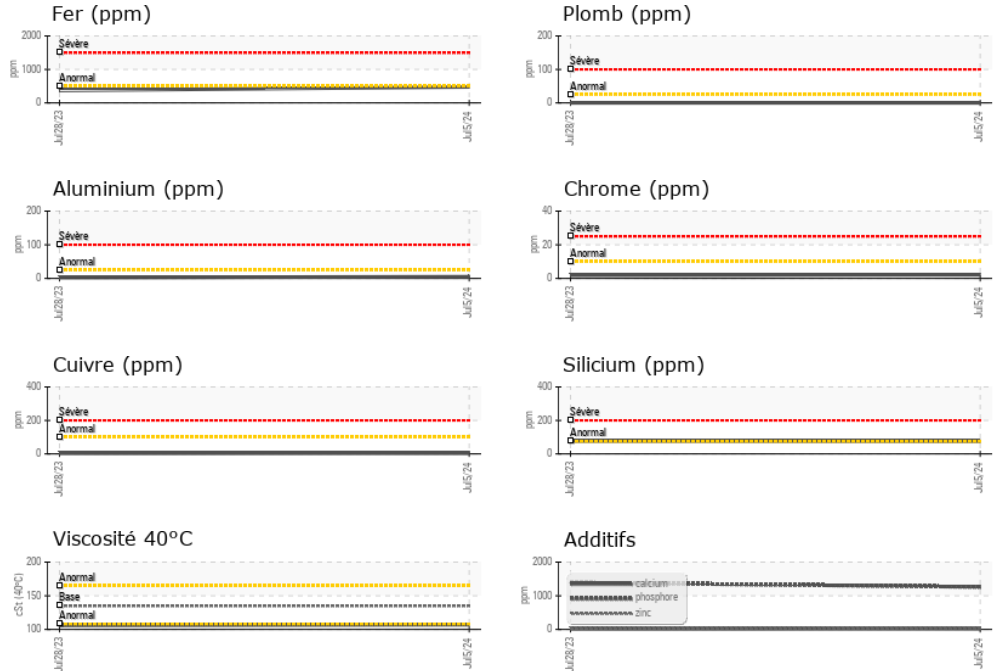 Fer (ppm)
2000
1000
0
ppm
Sévère
Anormal
Jul28/23
Jul5/24
Plomb (ppm)
200
100
0
ppm
Sévère
Anormal
Jul28/23
Jul5/24
Aluminium (ppm)
200
100
0
ppm
Sévère
Anormal
Jul28/23
Jul5/24
Chrome (ppm)
40
20
0
ppm
Sévère
Anormal
Jul28/23
Jul5/24
Cuivre (ppm)
400
200
0
ppm
Sévère
Anormal
Jul28/23
Jul5/24
Silicium (ppm)
400
200
0
ppm
Sévère
Anormal
Jul28/23
Jul5/24
Viscosité 40°C
200
150
100
cSt (40°C)
Anormal
Base
Anormal
Jul28/23
Jul5/24
Additifs
2000
1000
0
ppm
calcium
phosphore
zinc
Jul28/23
Jul5/24